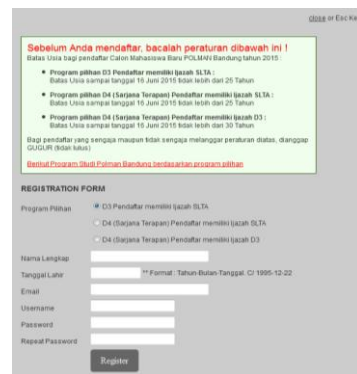 close or Esc Ke
Sebelum Anda mendaftar, bacalah peraturan dibawah ini !
Batas Usia bagi pendaftar Calon Mahasiswa Baru POLMAN Bandung tahun 2015 :
Program pilihan D3 Pendaftar memiliki Ijazah SLTA :
Batas Usia sampai tanggal 16 Juni 2015 tidak lebih dari 25 Tahun
Program pilihan D4 (Sarjana Terapan) Pendaftar memiliki Ijazah SLTA :
Batas Usia sampai tanggal 16 Juni 2015 tidak lebih dari 25 Tahun
Program pilihan D4 (Sarjana Terapan) Pendaftar memiliki Ijazah D3 :
Batas Usia sampai tanggal 16 Juni 2015 tidak lebih dari 30 Tahun
Bagi pendaftar yang sengaja maupun tidak sengaja melanggar peraturan diatas, dianggap
GUGUR (tidak lulus)
Berikut Program Studi Polman Bandung berdasarkan program pilihan
REGISTRATION FORM
Program Pilihan
D3 Pendaftar memiliki Ijazah SLTA
D4 (Sarjana Terapan) Pendaftar memiliki Ijazah SLTA
D4 (Sarjana Terapan) Pendaftar memiliki Ijazah D3
Nama Lengkap
Tanggal Lahir
** Format : Tahun-Bulan-Tanggal. C/ 1995-12-22
Email
Username
Password
Repeat Password
Register